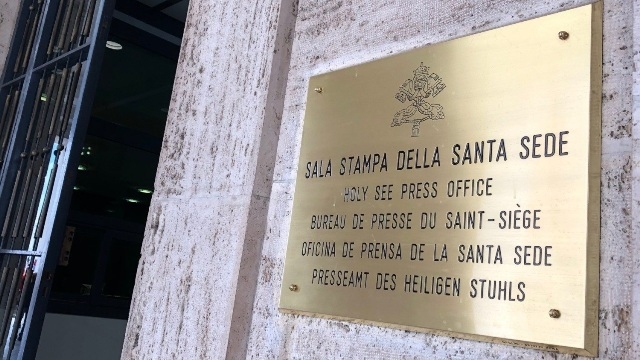 SALA STAMPA DELLA SANTA SEDE
HOLY SEE PRESS OFFICE
BUREAU DE PRESSE DU SAINT-SIÈGE
OFICINA DE PRENSA DE LA SANTA SEDE
PRESSEAMT DES HEILIGEN STUHLS